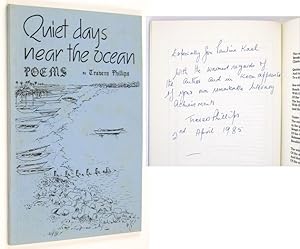 Quiet days
near the ocean
POEMS by Travers Phillips
Especially for Pauline Kael
with the warmest regards of
the author and in keen appreciation
of your own remarkable literary
achievements
Travers Phillips
2nd April 1985